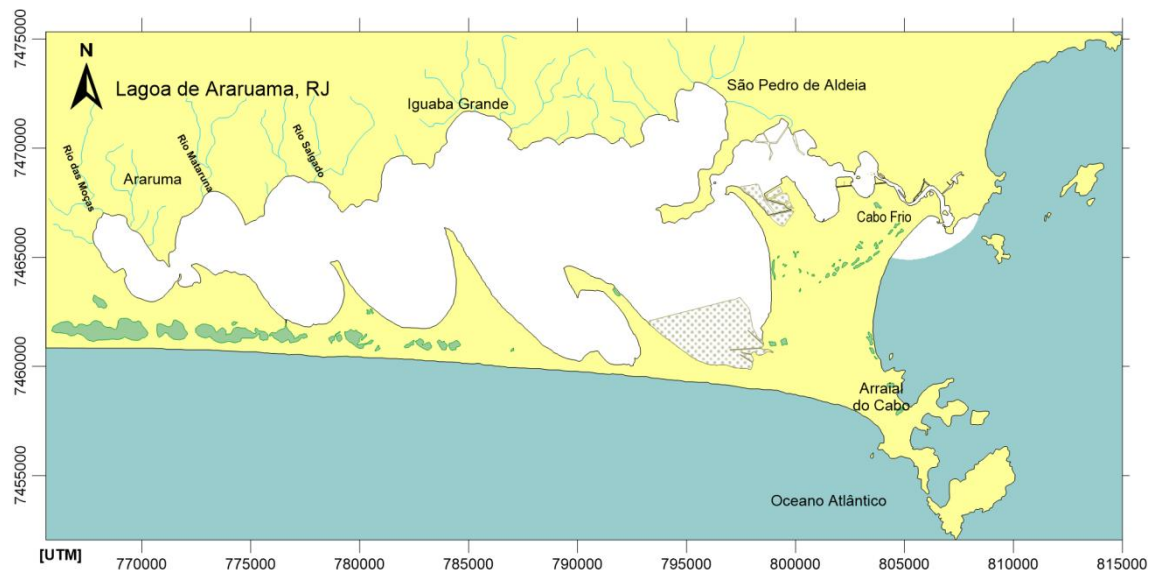 7475000
N
Lagoa de Araruama, RJ
São Pedro de Aldeia
Iguaba Grande
7470000
Rio das Moças
Araruma
Rio Mataruna
Rio Salgado
Cabo Frio
7465000
7460000
Arraial
do Cabo
7455000
Oceano Atlântico
[UTM]
770000
775000
780000
785000
790000
795000
800000
805000
810000
815000